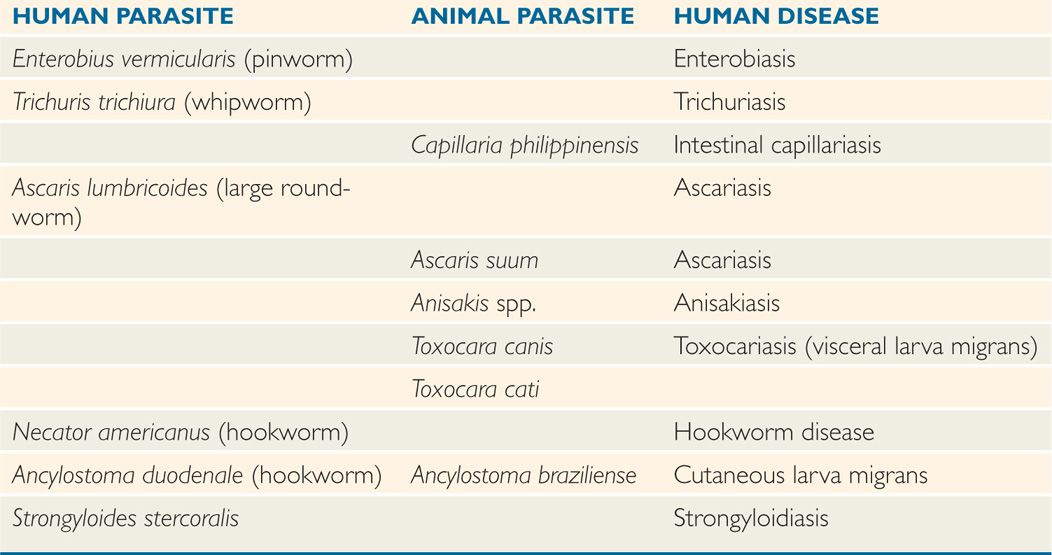 HUMAN PARASITE ANIMAL PARASITE HUMAN DISEASE
Enterobius vermicularis (pinworm) Enterobiasis
Trichuris trichiura (whipworm) Trichuriasis
Capillaria philippinensis Intestinal capillariasis
Ascaris lumbricoides (large round- Ascariasis
worm)
Ascaris suum Ascariasis
Anisakis spp. Anisakiasis
Toxocara canis Toxocariasis (visceral larva migrans)
Toxocara cati
Necator americanus (hookworm) Hookworm disease
Ancylostoma duodenale (hookworm) Ancylostoma braziliense Cutaneous larva migrans
Strongyloides stercoralis Strongyloidiasis